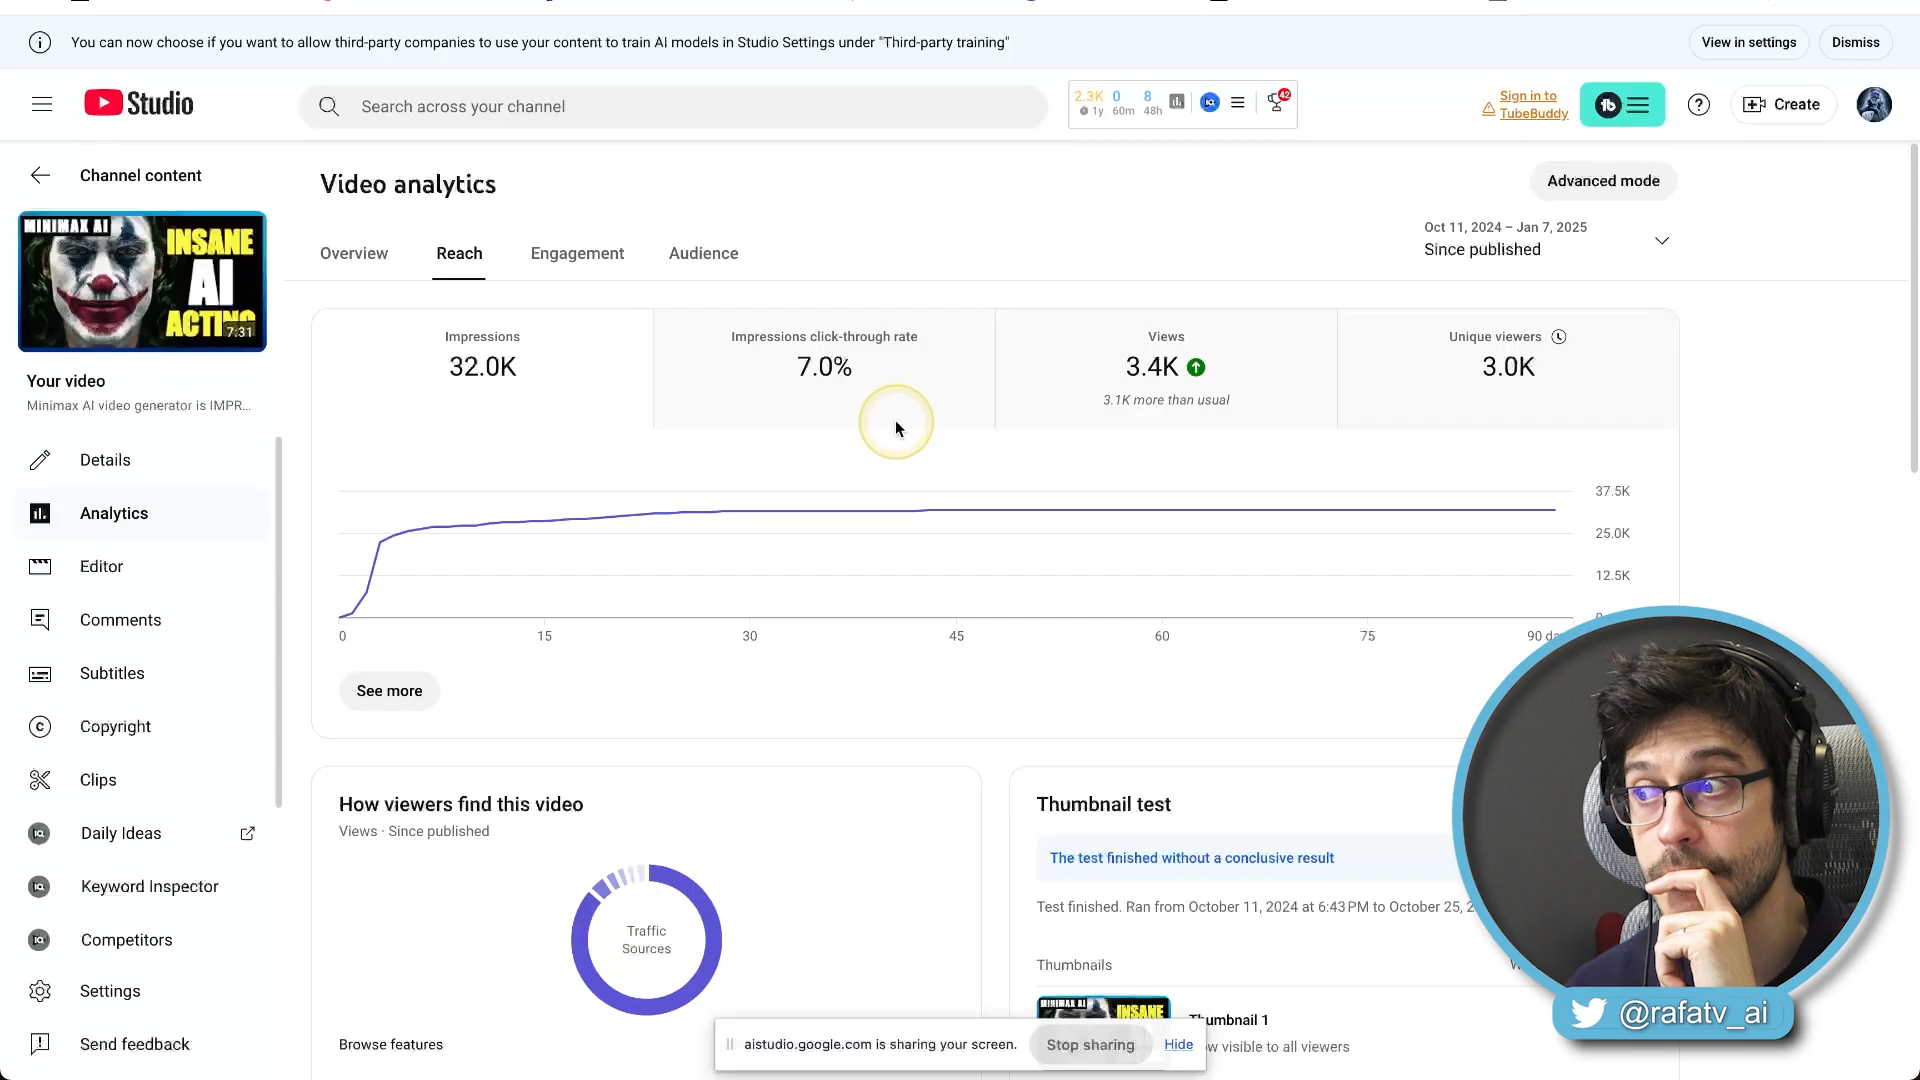 You can now choose if you want to allow third-party companies to use your content to train AI models in Studio Settings under "Third-party training"
View in settings
Dismiss
Studio
Search across your channel
2.3K 0 8
1y 60m 48h
42
Sign in to
TubeBuddy
Create
Channel content
MINIMAX AI
INSANE
AI
ACTING
7:31
Your video
Minimax AI video generator is IMPR...
Details
Analytics
Editor
Comments
Subtitles
Copyright
Clips
Daily Ideas
Keyword Inspector
Competitors
Settings
Send feedback
Video analytics
Advanced mode
Oct 11, 2024 – Jan 7, 2025
Since published
Overview
Reach
Engagement
Audience
Impressions
32.0K
Impressions click-through rate
7.0%
Views
3.4K
3.1K more than usual
Unique viewers
3.0K
37.5K
25.0K
12.5K
0 15 30 45 60 75 90
See more
How viewers find this video
Views · Since published
Traffic
Sources
Browse features
Thumbnail test
The test finished without a conclusive result
Test finished. Ran from October 11, 2024 at 6:43 PM to October 25, 2
Thumbnails
MINIMAX AI
INSANE
Thumbnail 1
visible to all viewers
aistudio.google.com is sharing your screen.
Stop sharing
Hide
@rafatv_ai